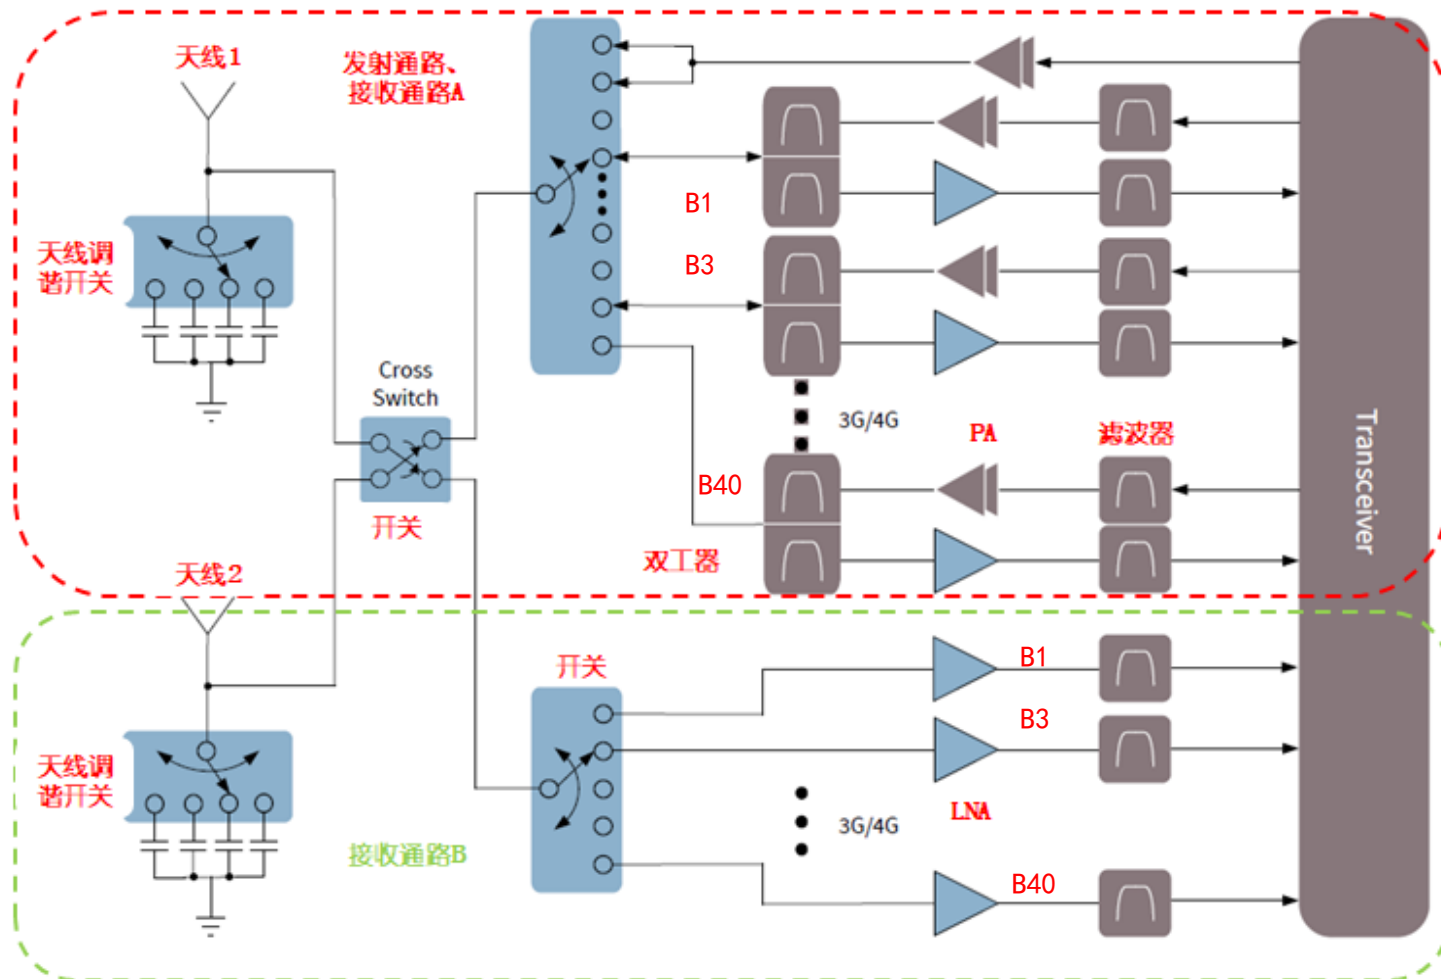 天线1
发射通路、
接收通路A
B1
天线调
谐开关
B3
Cross
Switch
3G/4G
PA
滤波器
Transceiver
B40
开关
双工器
天线2
开关
B1
B3
天线调
谐开关
LNA
3G/4G
接收通路B
B40